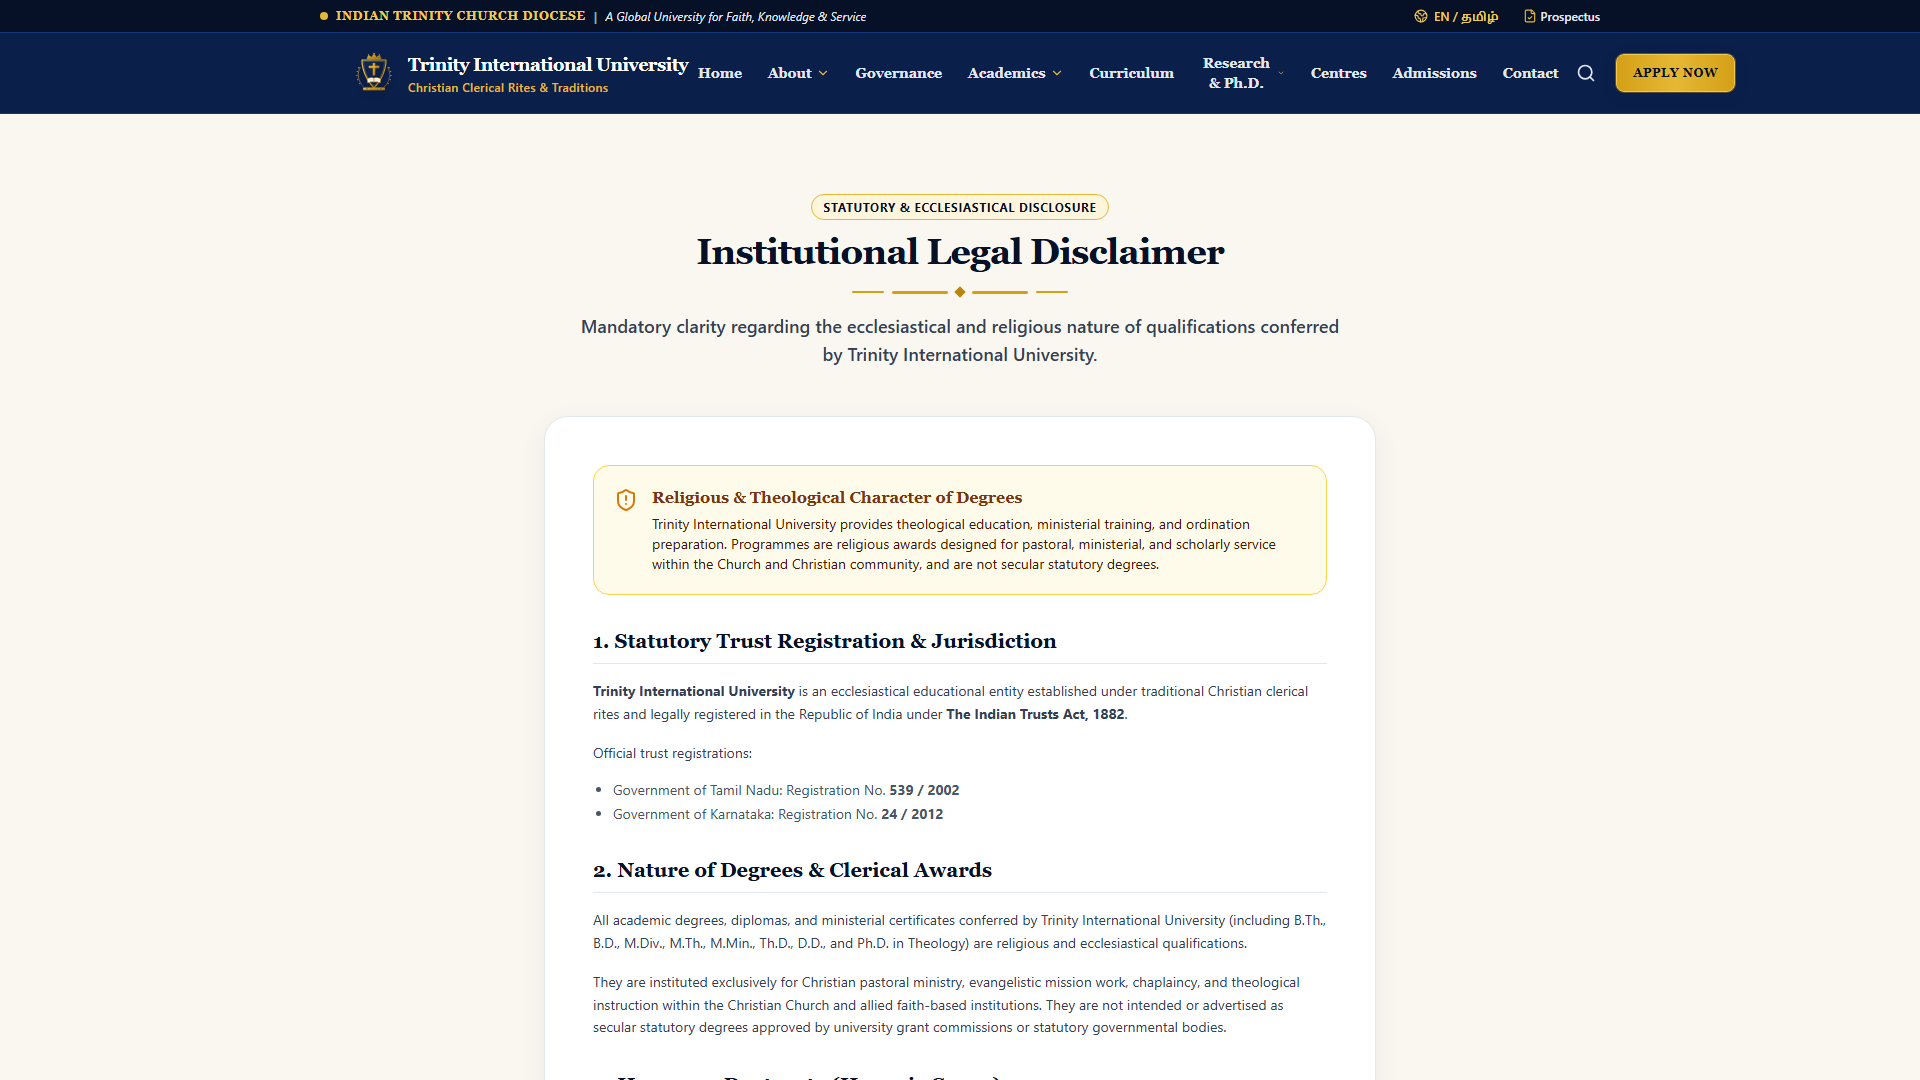 INDIAN TRINITY CHURCH DIOCESE | A Global University for Faith, Knowledge & Service
EN / தமிழ்
Prospectus
Trinity International University
Christian Clerical Rites & Traditions
Home
About
Governance
Academics
Curriculum
Research
& Ph.D.
Centres
Admissions
Contact
APPLY NOW
STATUTORY & ECCLESIASTICAL DISCLOSURE
Institutional Legal Disclaimer
Mandatory clarity regarding the ecclesiastical and religious nature of qualifications conferred
by Trinity International University.
Religious & Theological Character of Degrees
Trinity International University provides theological education, ministerial training, and ordination
preparation. Programmes are religious awards designed for pastoral, ministerial, and scholarly service
within the Church and Christian community, and are not secular statutory degrees.
1. Statutory Trust Registration & Jurisdiction
Trinity International University is an ecclesiastical educational entity established under traditional Christian clerical
rites and legally registered in the Republic of India under The Indian Trusts Act, 1882.
Official trust registrations:
• Government of Tamil Nadu: Registration No. 539 / 2002
• Government of Karnataka: Registration No. 24 / 2012
2. Nature of Degrees & Clerical Awards
All academic degrees, diplomas, and ministerial certificates conferred by Trinity International University (including B.Th.,
B.D., M.Div., M.Th., M.Min., Th.D., D.D., and Ph.D. in Theology) are religious and ecclesiastical qualifications.
They are instituted exclusively for Christian pastoral ministry, evangelistic mission work, chaplaincy, and theological
instruction within the Christian Church and allied faith-based institutions. They are not intended or advertised as
secular statutory degrees approved by university grant commissions or statutory governmental bodies.